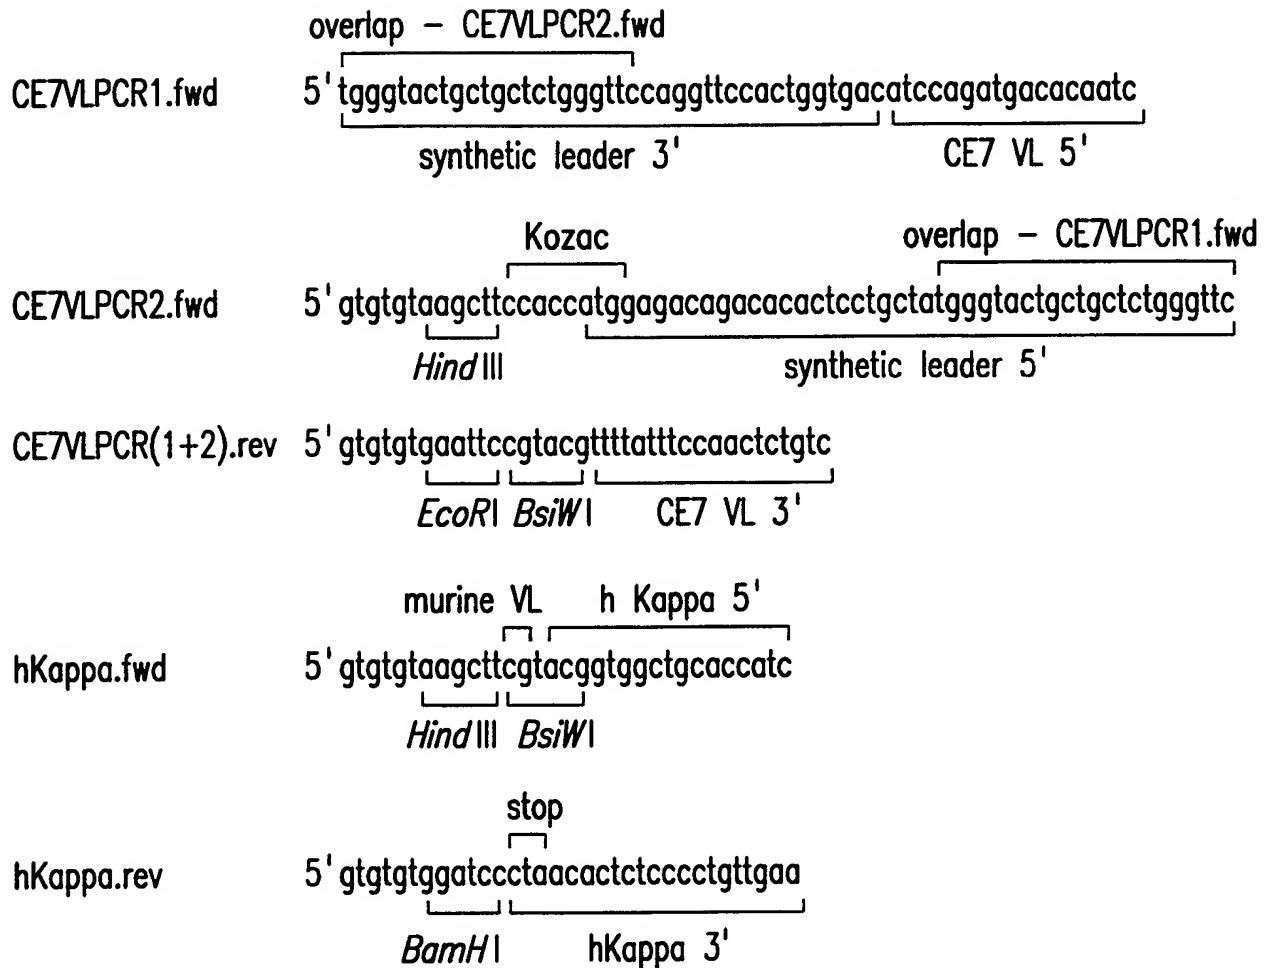 overlap – CE7VLPCR2.fwd
CE7VLPCR1.fwd 5'tgggtactgctgctctgggttccaggttccactggtgacatccagatgacacaatc
synthetic leader 3' CE7 VL 5'
Kozac overlap – CE7VLPCR1.fwd
CE7VLPCR2.fwd 5'gtgtgtaagcttccaccatggagacagacacactcctgctatgggtactgctgctctgggttc
HindIII synthetic leader 5'
CE7VLPCR(1+2).rev 5'gtgtgtgaattccgtacgttttatttccaactctgtc
EcoRI BsiWI CE7 VL 3'
murine VL h Kappa 5'
hKappa.fwd 5'gtgtgtaagcttcgtacggtggctgcaccatc
HindIII BsiWI
stop
hKappa.rev 5'gtgtgtggatccctaacactctcccctgttgaa
BamHI hKappa 3'